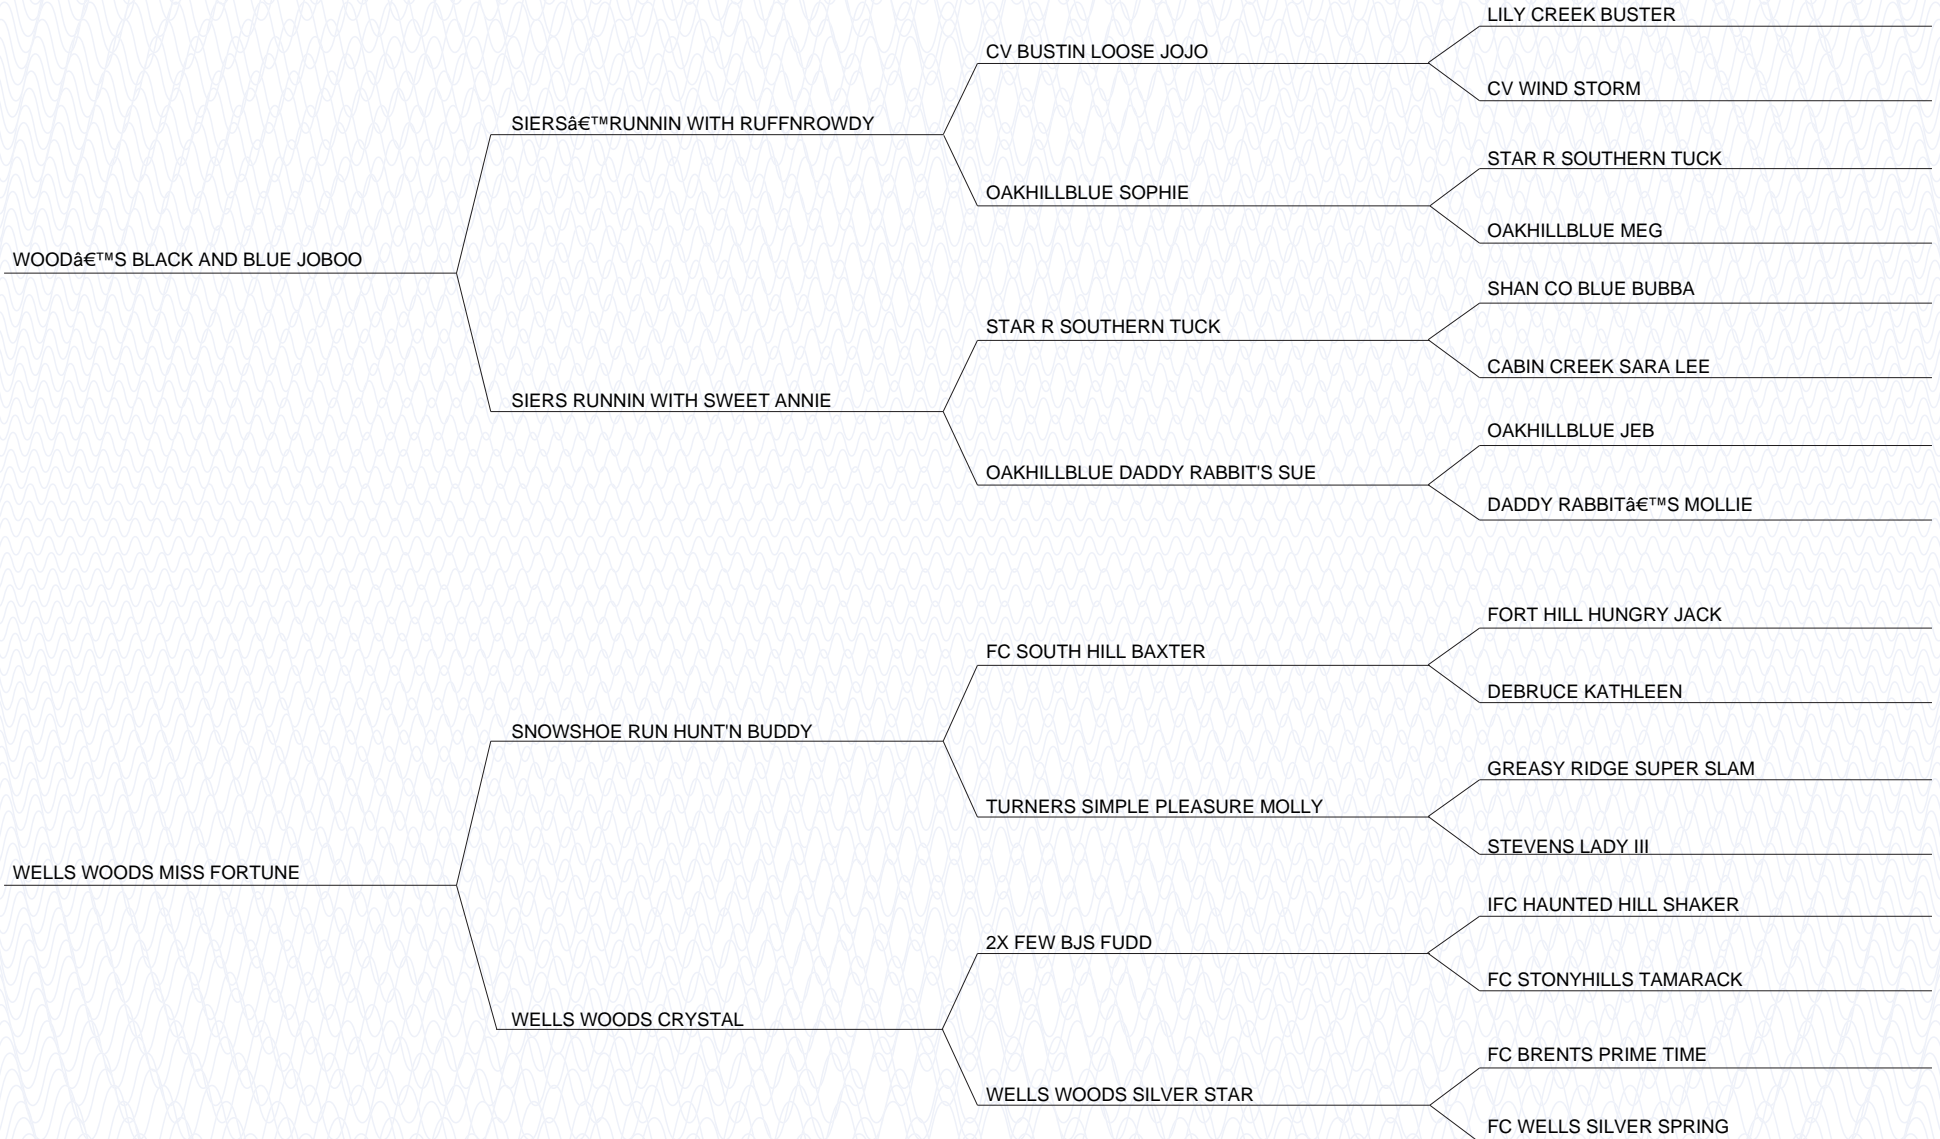 LILY CREEK BUSTER
CV BUSTIN LOOSE JOJO
CV WIND STORM
SIERSâ€™RUNNIN WITH RUFFNROWDY
STAR R SOUTHERN TUCK
OAKHILLBLUE SOPHIE
OAKHILLBLUE MEG
WOODâ€™S BLACK AND BLUE JOBOO
SHAN CO BLUE BUBBA
STAR R SOUTHERN TUCK
CABIN CREEK SARA LEE
SIERS RUNNIN WITH SWEET ANNIE
OAKHILLBLUE JEB
OAKHILLBLUE DADDY RABBIT'S SUE
DADDY RABBITâ€™S MOLLIE
FORT HILL HUNGRY JACK
FC SOUTH HILL BAXTER
DEBRUCE KATHLEEN
SNOWSHOE RUN HUNT'N BUDDY
GREASY RIDGE SUPER SLAM
TURNERS SIMPLE PLEASURE MOLLY
STEVENS LADY III
WELLS WOODS MISS FORTUNE
IFC HAUNTED HILL SHAKER
2X FEW BJS FUDD
FC STONYHILLS TAMARACK
WELLS WOODS CRYSTAL
FC BRENTS PRIME TIME
WELLS WOODS SILVER STAR
FC WELLS SILVER SPRING